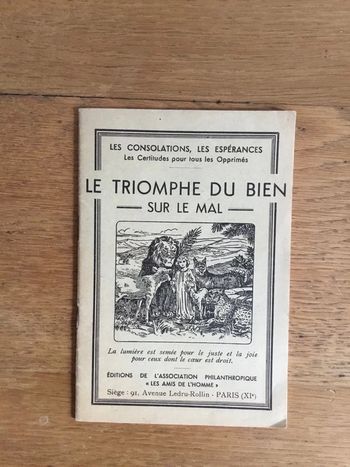 LES CONSOLATIONS, LES ESPÉRANCES
Les Certitudes pour tous les Opprimés
LE TRIOMPHE DU BIEN
SUR LE MAL
La lumière est semée pour le juste et la joie
pour ceux dont le cœur est droit.
ÉDITIONS DE L'ASSOCIATION PHILANTHROPIQUE
« LES AMIS DE L'HOMME »
Siège : 91, Avenue Ledru-Rollin - PARIS (XIe)